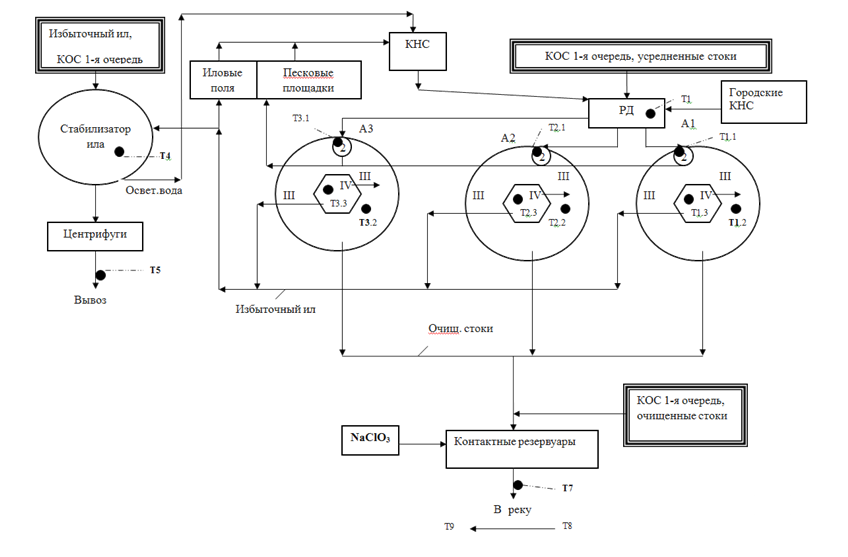 Избыточный ил,
КОС 1-я очередь
КНС
КОС 1-я очередь, усредненные стоки
Иловые
поля
Песковые
площадки
Городские
КНС
РД
Т1
Стабилизатор
ила
Т4
Т3.1
А3
А2
Т2.1
А1
Т1.1
2
2
2
Освет.вода
III
III
IV
Т3.3
Т3.2
III
III
IV
Т2.3
Т2.2
III
III
IV
Т1.3
Т1.2
Центрифуги
Т5
Вывоз
Избыточный ил
Очищ. стоки
КОС 1-я очередь,
очищенные стоки
NaClO3
Контактные резервуары
Т7
В реку
Т9
Т8